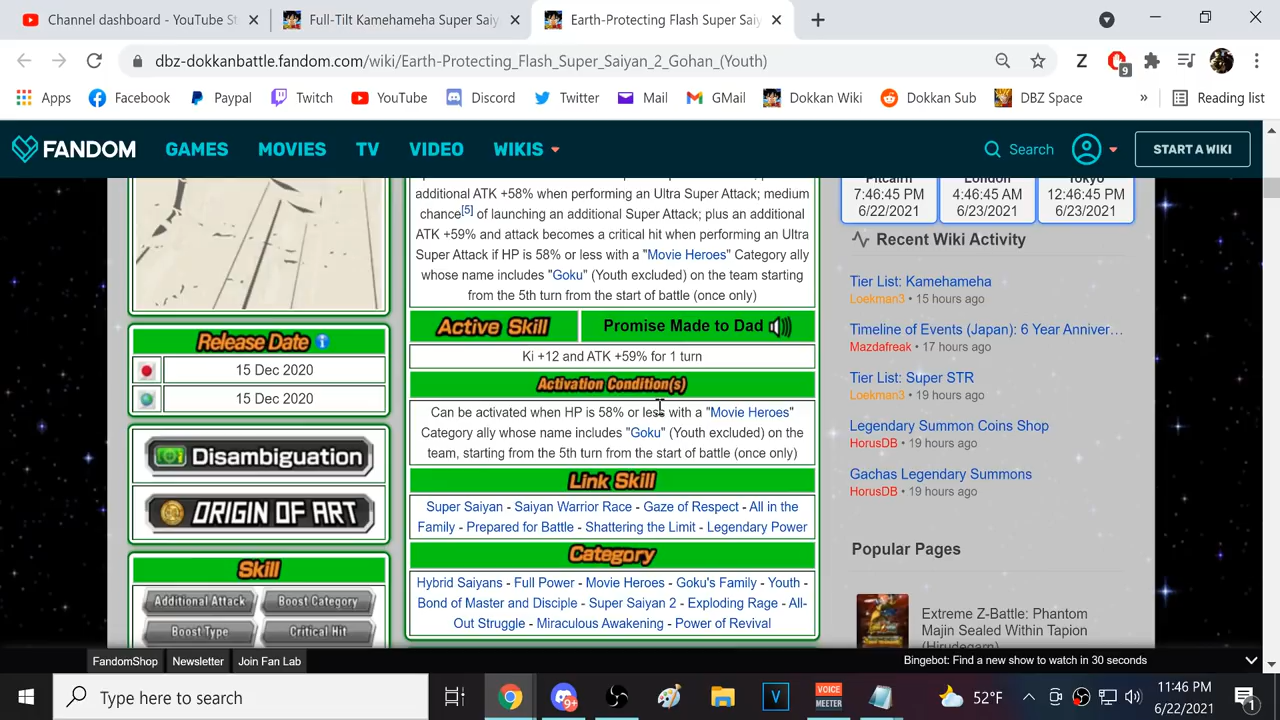 Channel dashboard - YouTube St
Full-Tilt Kamehameha Super Saiy
Earth-Protecting Flash Super Saiy
dbz-dokkanbattle.fandom.com/wiki/Earth-Protecting_Flash_Super_Saiyan_2_Gohan_(Youth)
Z
9
Apps
Facebook
Paypal
Twitch
YouTube
Discord
Twitter
Mail
GMail
Dokkan Wiki
Dokkan Sub
DBZ Space
»
Reading list
FANDOM
GAMES
MOVIES
TV
VIDEO
WIKIS
Search
START A WIKI
additional ATK +58% when performing an Ultra Super Attack; medium
chance[5] of launching an additional Super Attack; plus an additional
ATK +59% and attack becomes a critical hit when performing an Ultra
Super Attack if HP is 58% or less with a "Movie Heroes" Category ally
whose name includes "Goku" (Youth excluded) on the team starting
from the 5th turn from the start of battle (once only)
Active Skill
Promise Made to Dad
Ki +12 and ATK +59% for 1 turn
Activation Condition(s)
Can be activated when HP is 58% or less with a "Movie Heroes"
Category ally whose name includes "Goku" (Youth excluded) on the
team, starting from the 5th turn from the start of battle (once only)
Link Skill
Super Saiyan - Saiyan Warrior Race - Gaze of Respect - All in the
Family - Prepared for Battle - Shattering the Limit - Legendary Power
Category
Hybrid Saiyans - Full Power - Movie Heroes - Goku's Family - Youth -
Bond of Master and Disciple - Super Saiyan 2 - Exploding Rage - All-
Out Struggle - Miraculous Awakening - Power of Revival
Release Date
15 Dec 2020
15 Dec 2020
Disambiguation
ORIGIN OF ART
Skill
Additional Attack
Boost Category
Boost Type
Critical Hit
Pitcairn
London
Tokyo
7:46:45 PM
4:46:45 AM
12:46:45 PM
6/22/2021
6/23/2021
6/23/2021
Recent Wiki Activity
Tier List: Kamehameha
Loekman3 • 15 hours ago
Timeline of Events (Japan): 6 Year Anniver…
Mazdafreak • 17 hours ago
Tier List: Super STR
Loekman3 • 19 hours ago
Legendary Summon Coins Shop
HorusDB • 19 hours ago
Gachas Legendary Summons
HorusDB • 19 hours ago
Popular Pages
Extreme Z-Battle: Phantom
Majin Sealed Within Tapion
(Hirudegarn)
FandomShop
Newsletter
Join Fan Lab
Bingebot: Find a new show to watch in 30 seconds
Type here to search
9+
V
VOICE
MEETER
52°F
11:46 PM
6/22/2021
1